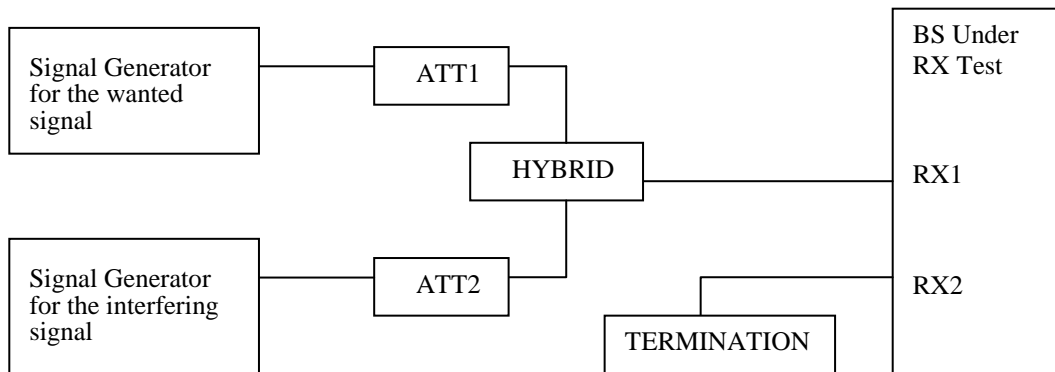 Signal Generator
for the wanted
signal
ATT1
HYBRID
Signal Generator
for the interfering
signal
ATT2
TERMINATION
BS Under
RX Test
RX1
RX2